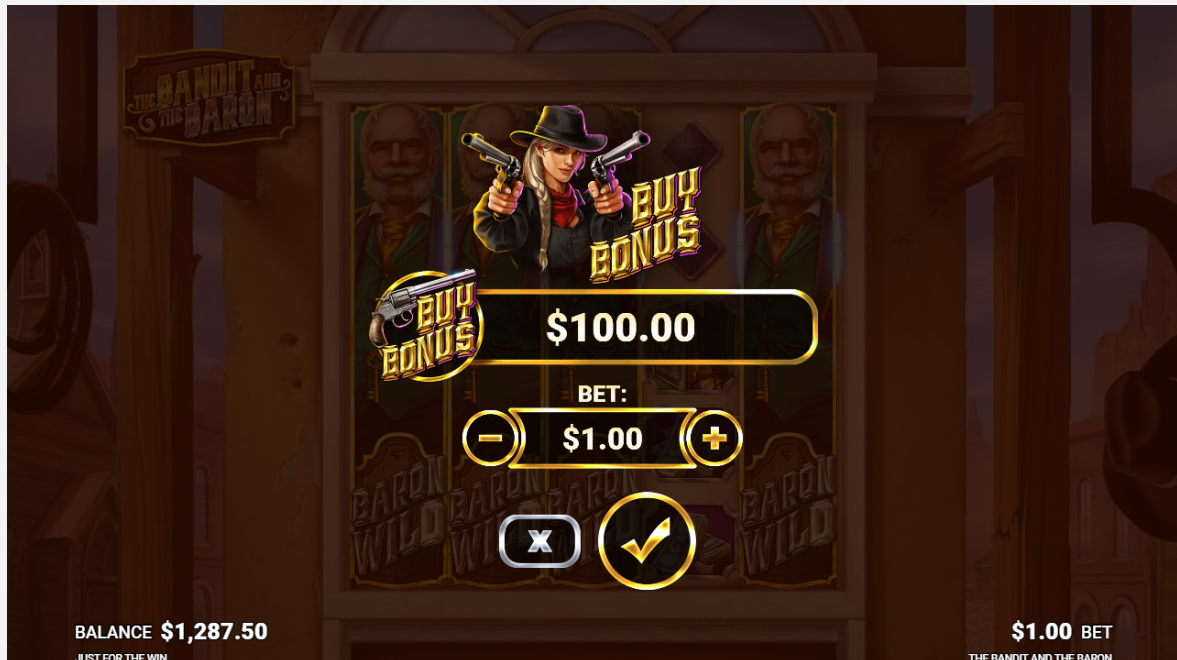 THE BANDIT AND
THE BARON
BUY
BONUS
BUY
BONUS
$100.00
BET:
$1.00
BARON
WILD
BARON
WILD
BARON
WILD
BARON
WILD
X
BALANCE $1,287.50
$1.00 BET
JUST FOR THE WIN
THE BANDIT AND THE BARON